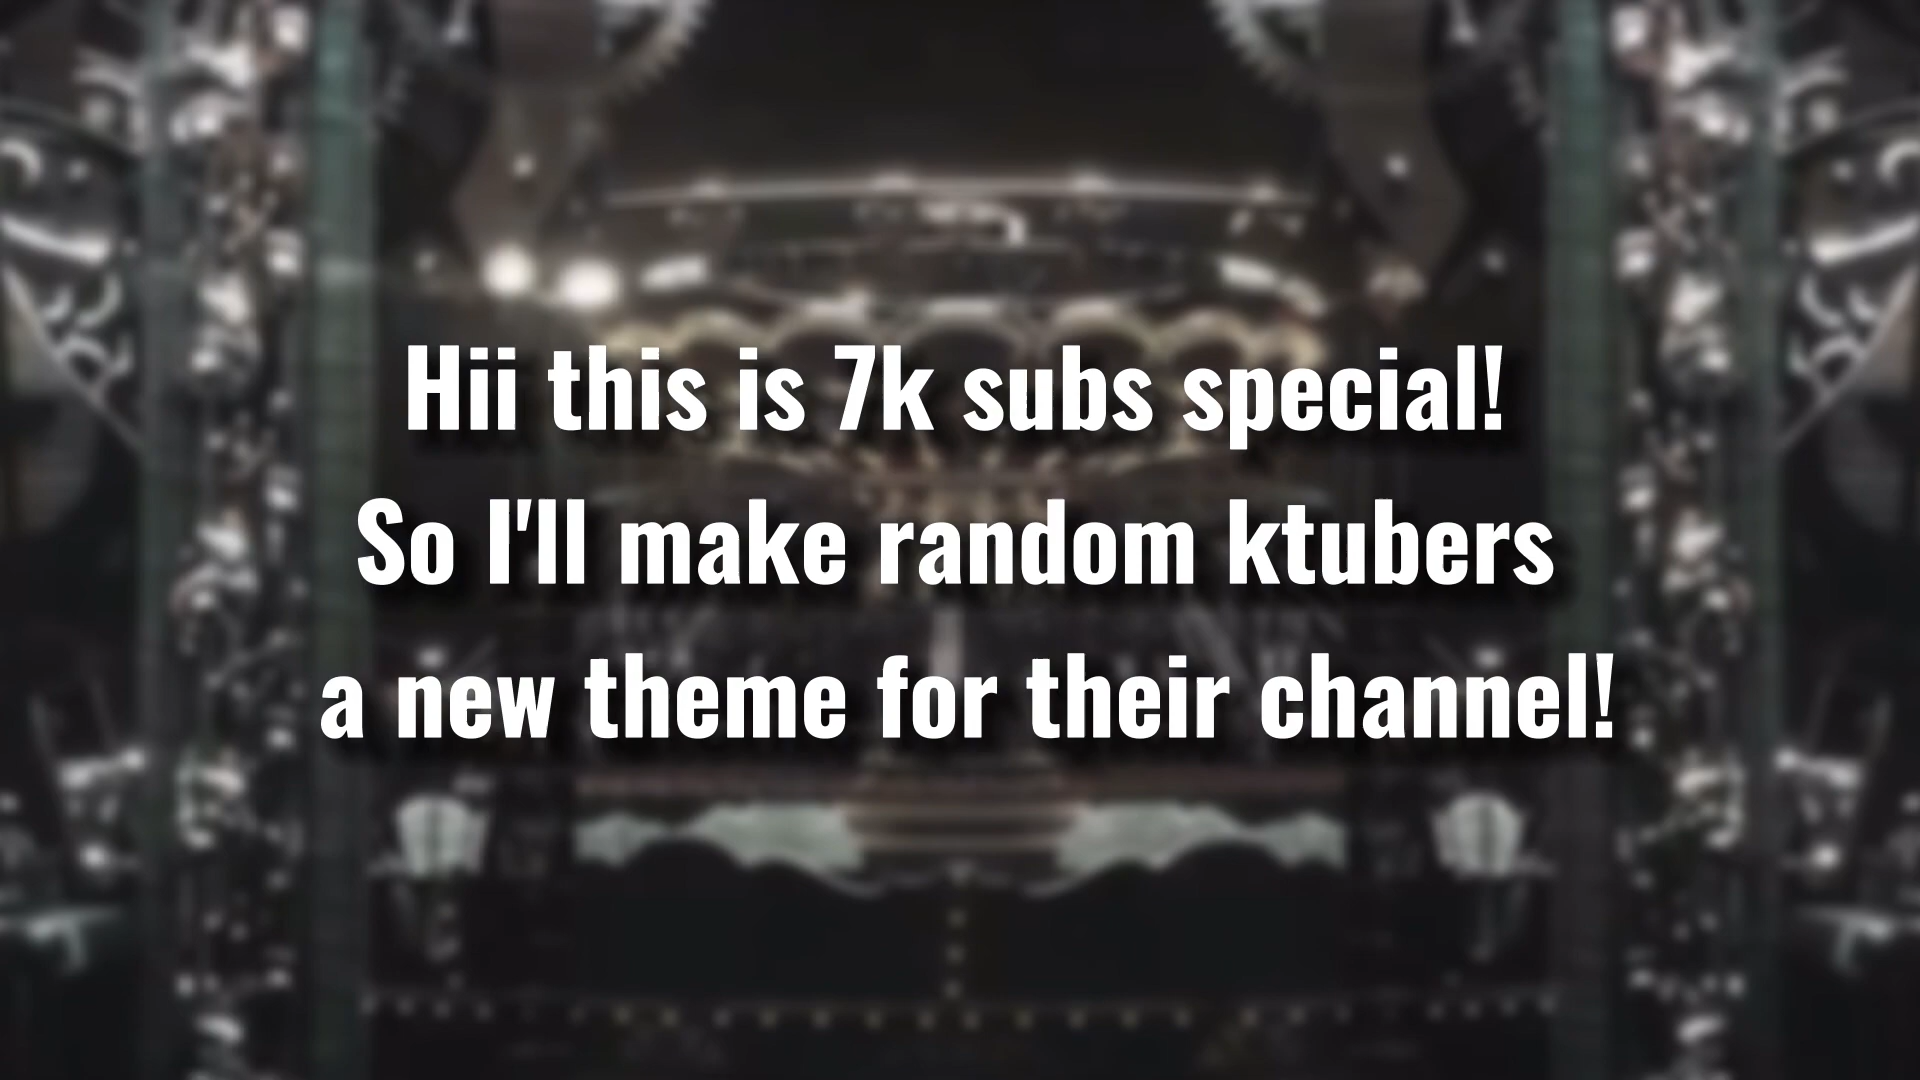 Hii this is 7k subs special!
So I'll make random ktubers
a new theme for their channel!